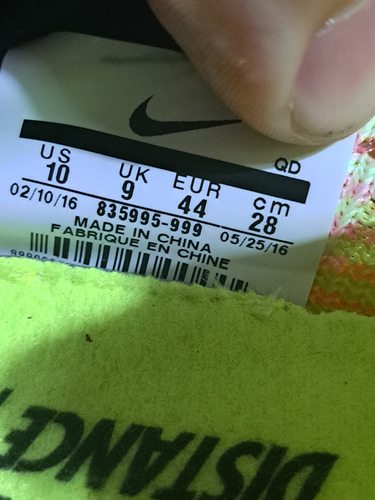 QD
US UK EUR cm
10 9 44 28
02/10/16 835995-999 05/25/16
MADE IN CHINA
FABRIQUE EN CHINE
DISTANCE